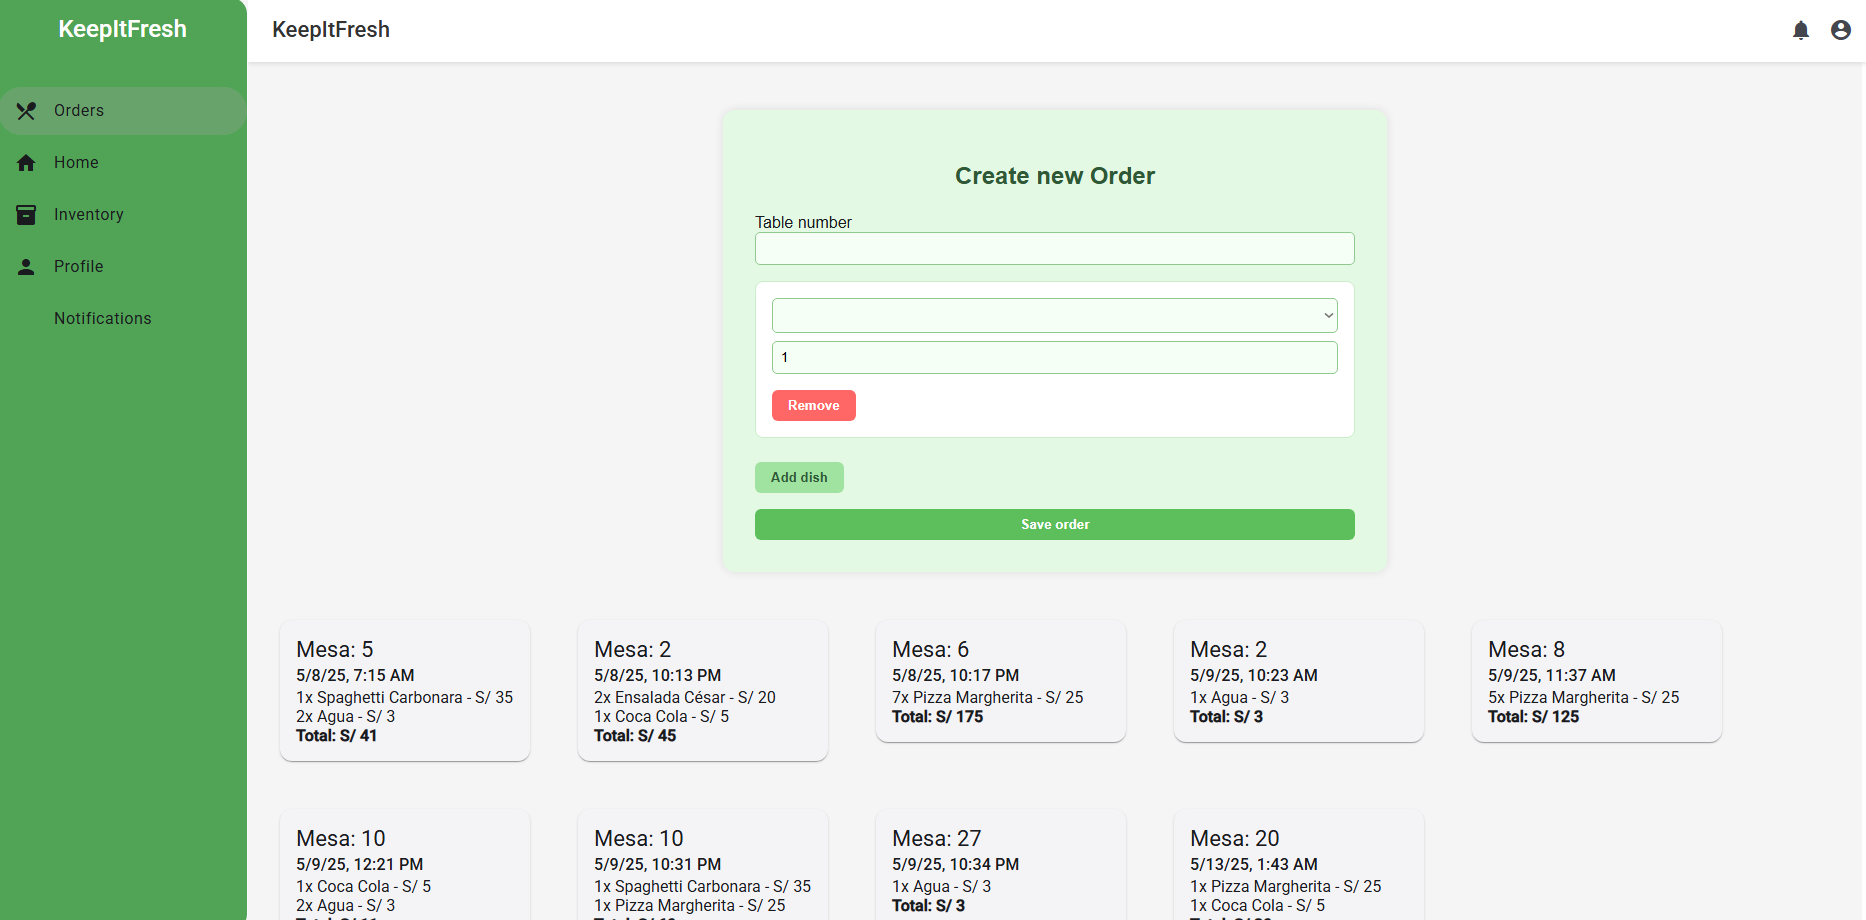 KeepItFresh
KeepItFresh
Orders
Home
Inventory
Profile
Notifications
Create new Order
Table number
1
Remove
Add dish
Save order
Mesa: 5
5/8/25, 7:15 AM
1x Spaghetti Carbonara - S/ 35
2x Agua - S/ 3
Total: S/ 41
Mesa: 2
5/8/25, 10:13 PM
2x Ensalada César - S/ 20
1x Coca Cola - S/ 5
Total: S/ 45
Mesa: 6
5/8/25, 10:17 PM
7x Pizza Margherita - S/ 25
Total: S/ 175
Mesa: 2
5/9/25, 10:23 AM
1x Agua - S/ 3
Total: S/ 3
Mesa: 8
5/9/25, 11:37 AM
5x Pizza Margherita - S/ 25
Total: S/ 125
Mesa: 10
5/9/25, 12:21 PM
1x Coca Cola - S/ 5
2x Agua - S/ 3
Mesa: 10
5/9/25, 10:31 PM
1x Spaghetti Carbonara - S/ 35
1x Pizza Margherita - S/ 25
Mesa: 27
5/9/25, 10:34 PM
1x Agua - S/ 3
Total: S/ 3
Mesa: 20
5/13/25, 1:43 AM
1x Pizza Margherita - S/ 25
1x Coca Cola - S/ 5